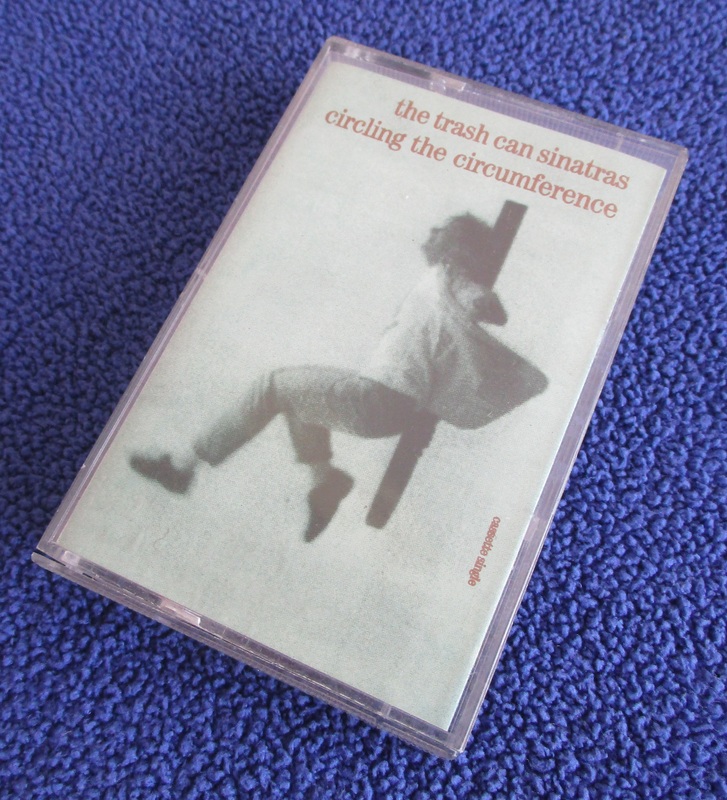 the trash can sinatras
circling the circumference
cassette single